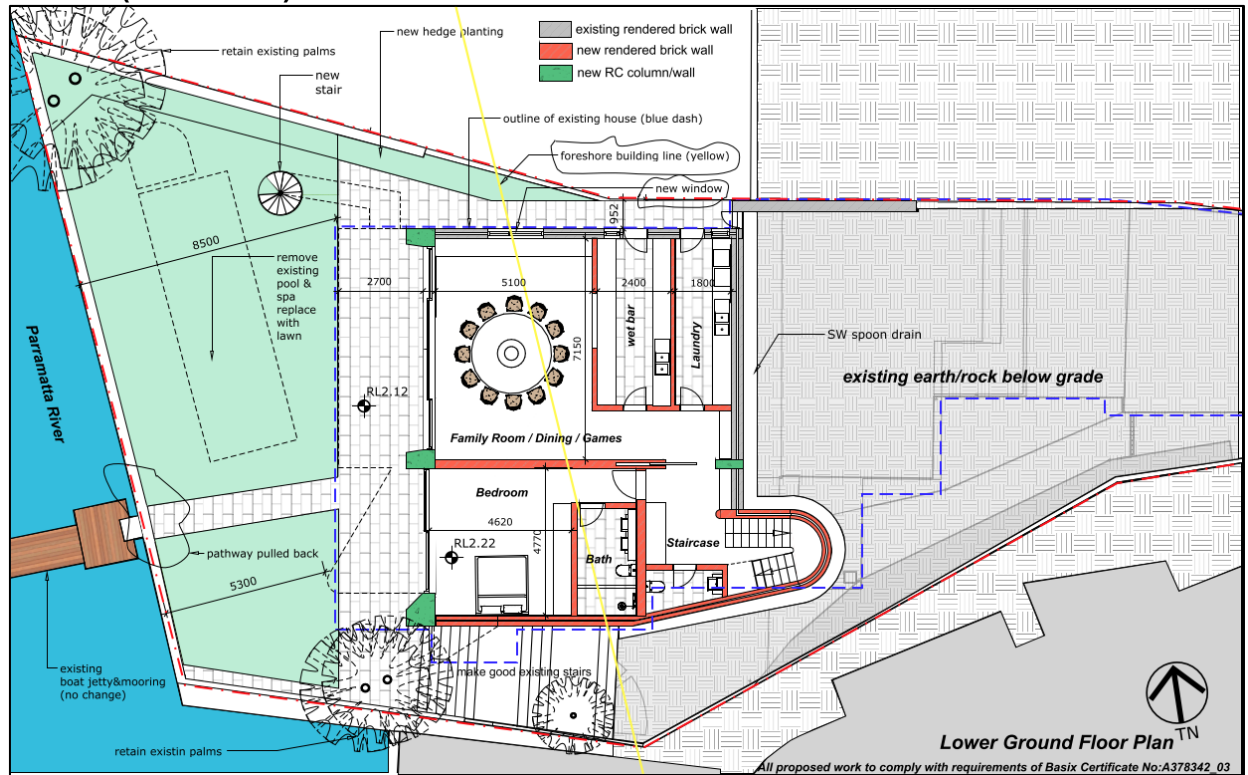 existing rendered brick wall
new rendered brick wall
new RC column/wall
retain existing palms
new hedge planting
new
stair
outline of existing house (blue dash)
foreshore building line (yellow)
new window
952
8500
remove
existing
pool &
spa
replace
with
lawn
2700
5100
2400
1800
7150
wet bar
Laundry
SW spoon drain
existing earth/rock below grade
Parramatta River
RL2.12
Family Room / Dining / Games
Bedroom
4620
4770
RL2.22
Bath
Staircase
pathway pulled back
5300
existing
boat jetty&mooring
(no change)
make good existing stairs
retain existin palms
TN
Lower Ground Floor Plan
All proposed work to comply with requirements of Basix Certificate No:A378342_03